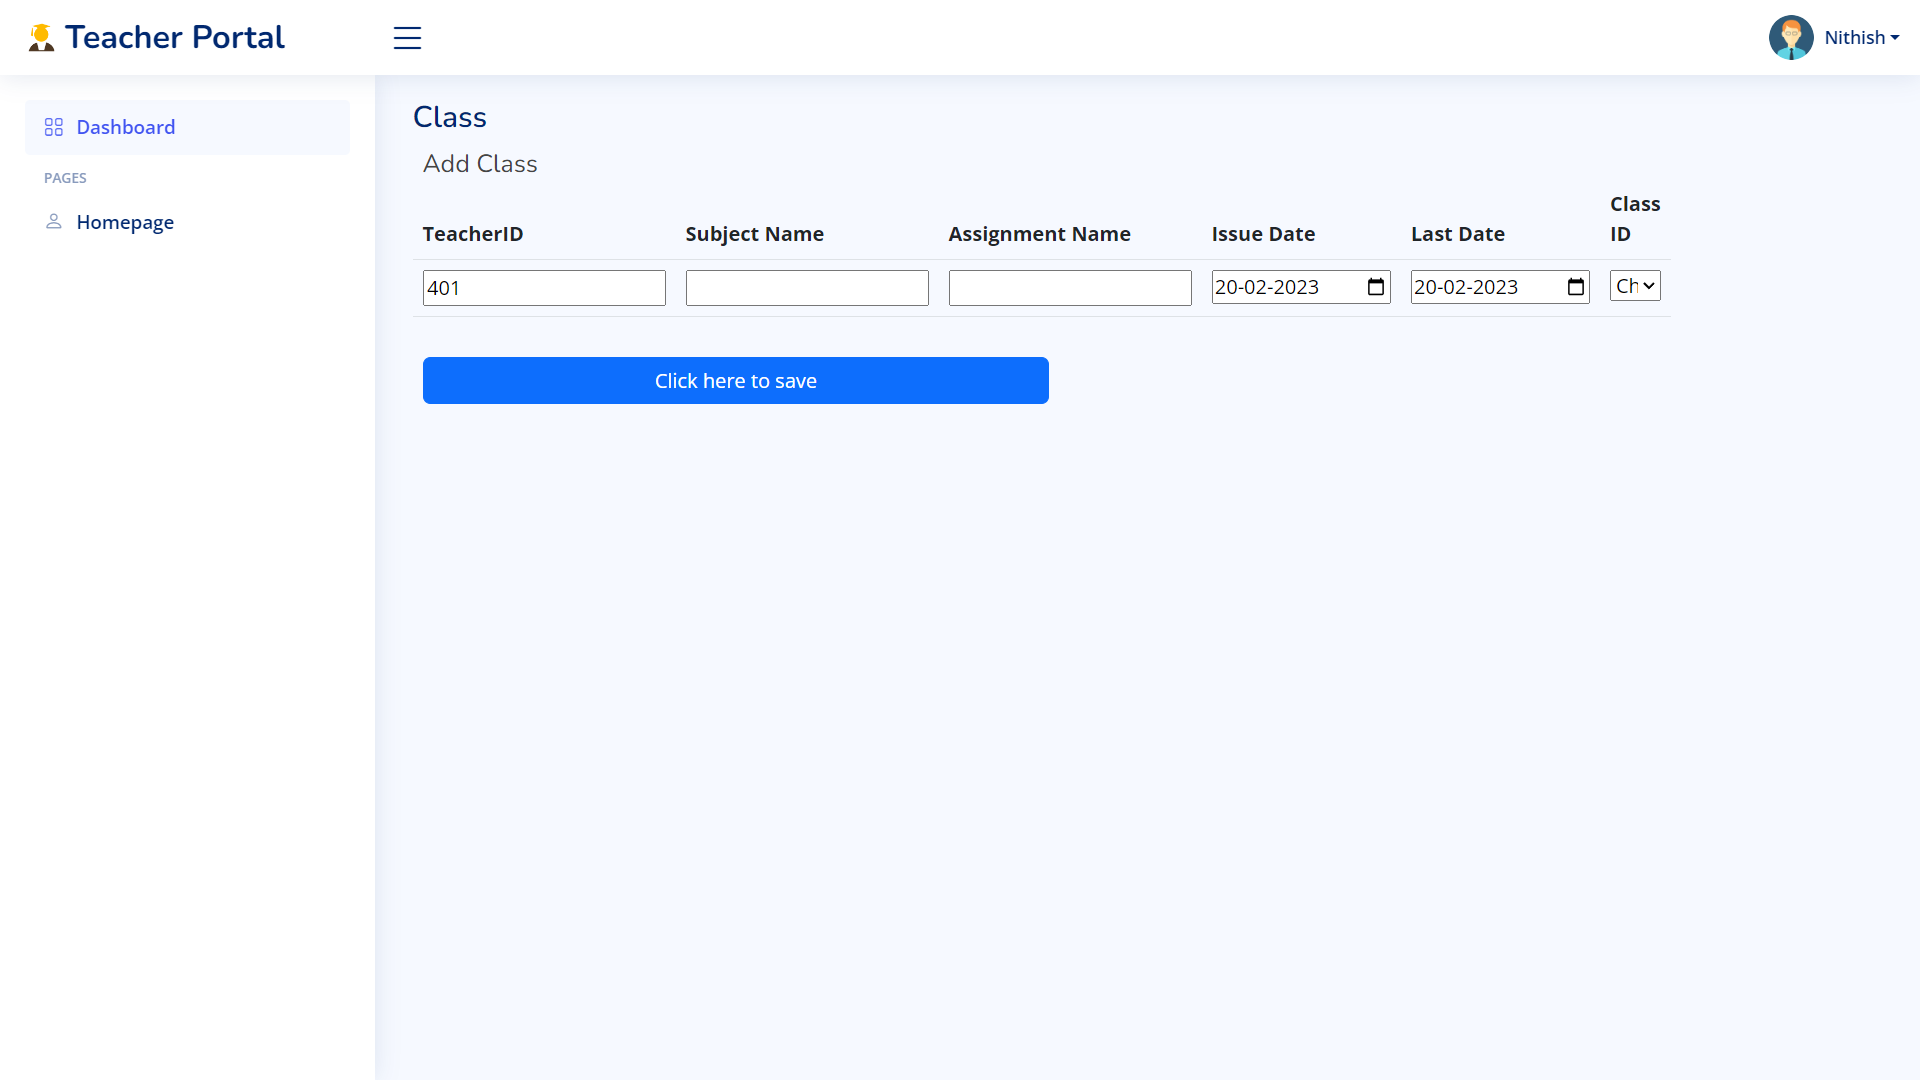 Teacher Portal
Nithish
Dashboard
PAGES
Homepage
Class
Add Class
TeacherID Subject Name Assignment Name Issue Date Last Date Class ID
401 20-02-2023 20-02-2023 Ch
Click here to save